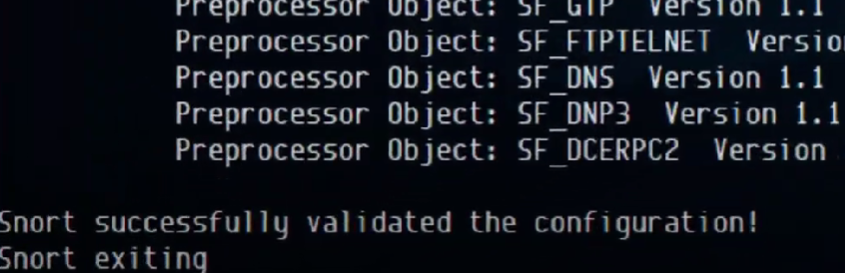 Preprocessor Object: SF_GTP Version 1.1
Preprocessor Object: SF_FTPTELNET Versio
Preprocessor Object: SF_DNS Version 1.1
Preprocessor Object: SF_DNP3 Version 1.1
Preprocessor Object: SF_DCERPC2 Version
Snort successfully validated the configuration!
Snort exiting